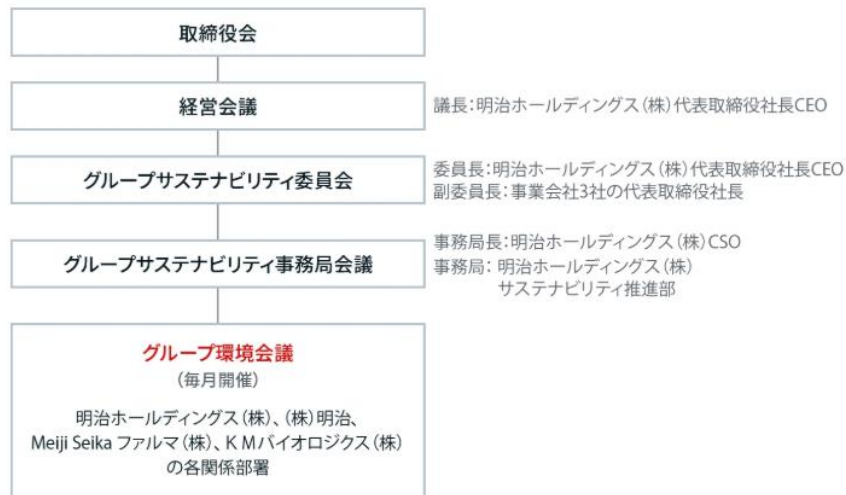 取締役会
経営会議
議長：明治ホールディングス（株）代表取締役社長CEO
グループサステナビリティ委員会
委員長：明治ホールディングス（株）代表取締役社長CEO
副委員長：事業会社3社の代表取締役社長
グループサステナビリティ事務局会議
事務局長：明治ホールディングス（株）CSO
事務局： 明治ホールディングス（株）
サステナビリティ推進部
グループ環境会議
（毎月開催）
明治ホールディングス（株）、（株）明治、
Meiji Seika ファルマ（株）、ＫＭバイオロジクス（株）
の各関係部署